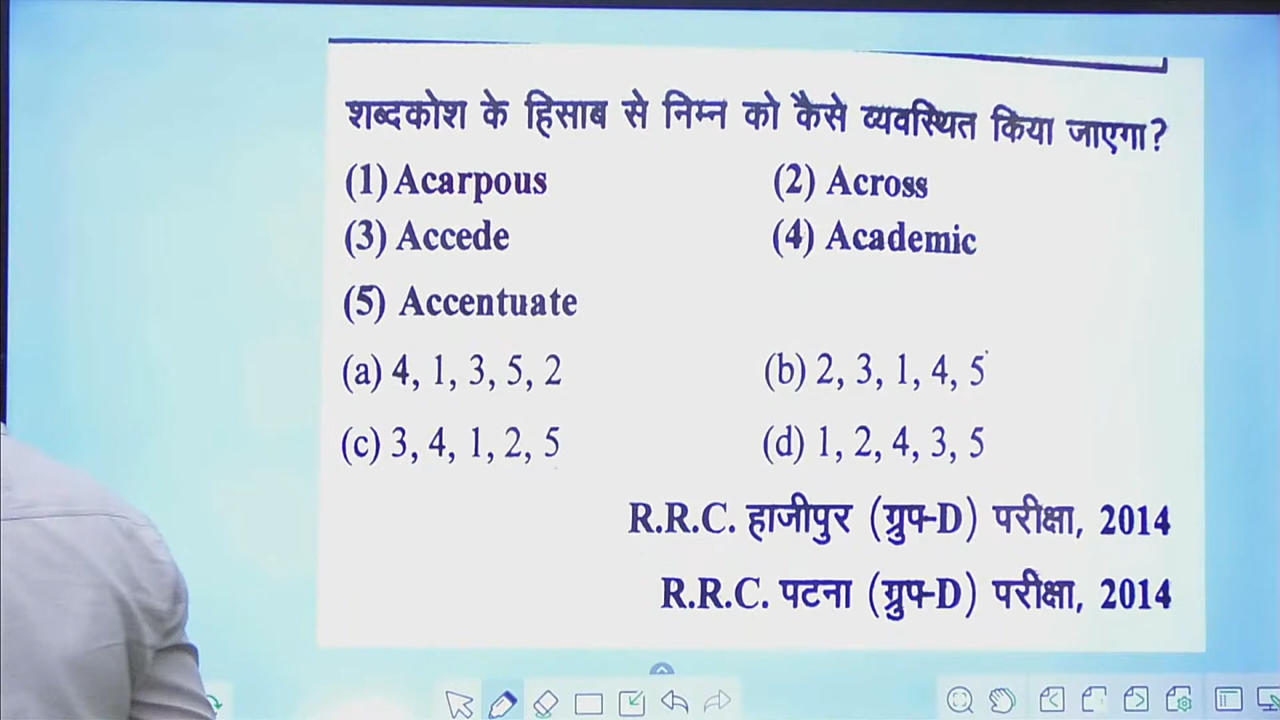 शब्दकोश के हिसाब से निम्न को कैसे व्यवस्थित किया जाएगा?
(1) Acarpous (2) Across
(3) Accede (4) Academic
(5) Accentuate
(a) 4, 1, 3, 5, 2 (b) 2, 3, 1, 4, 5
(c) 3, 4, 1, 2, 5 (d) 1, 2, 4, 3, 5
R.R.C. हाजीपुर (ग्रुप-D) परीक्षा, 2014
R.R.C. पटना (ग्रुप-D) परीक्षा, 2014